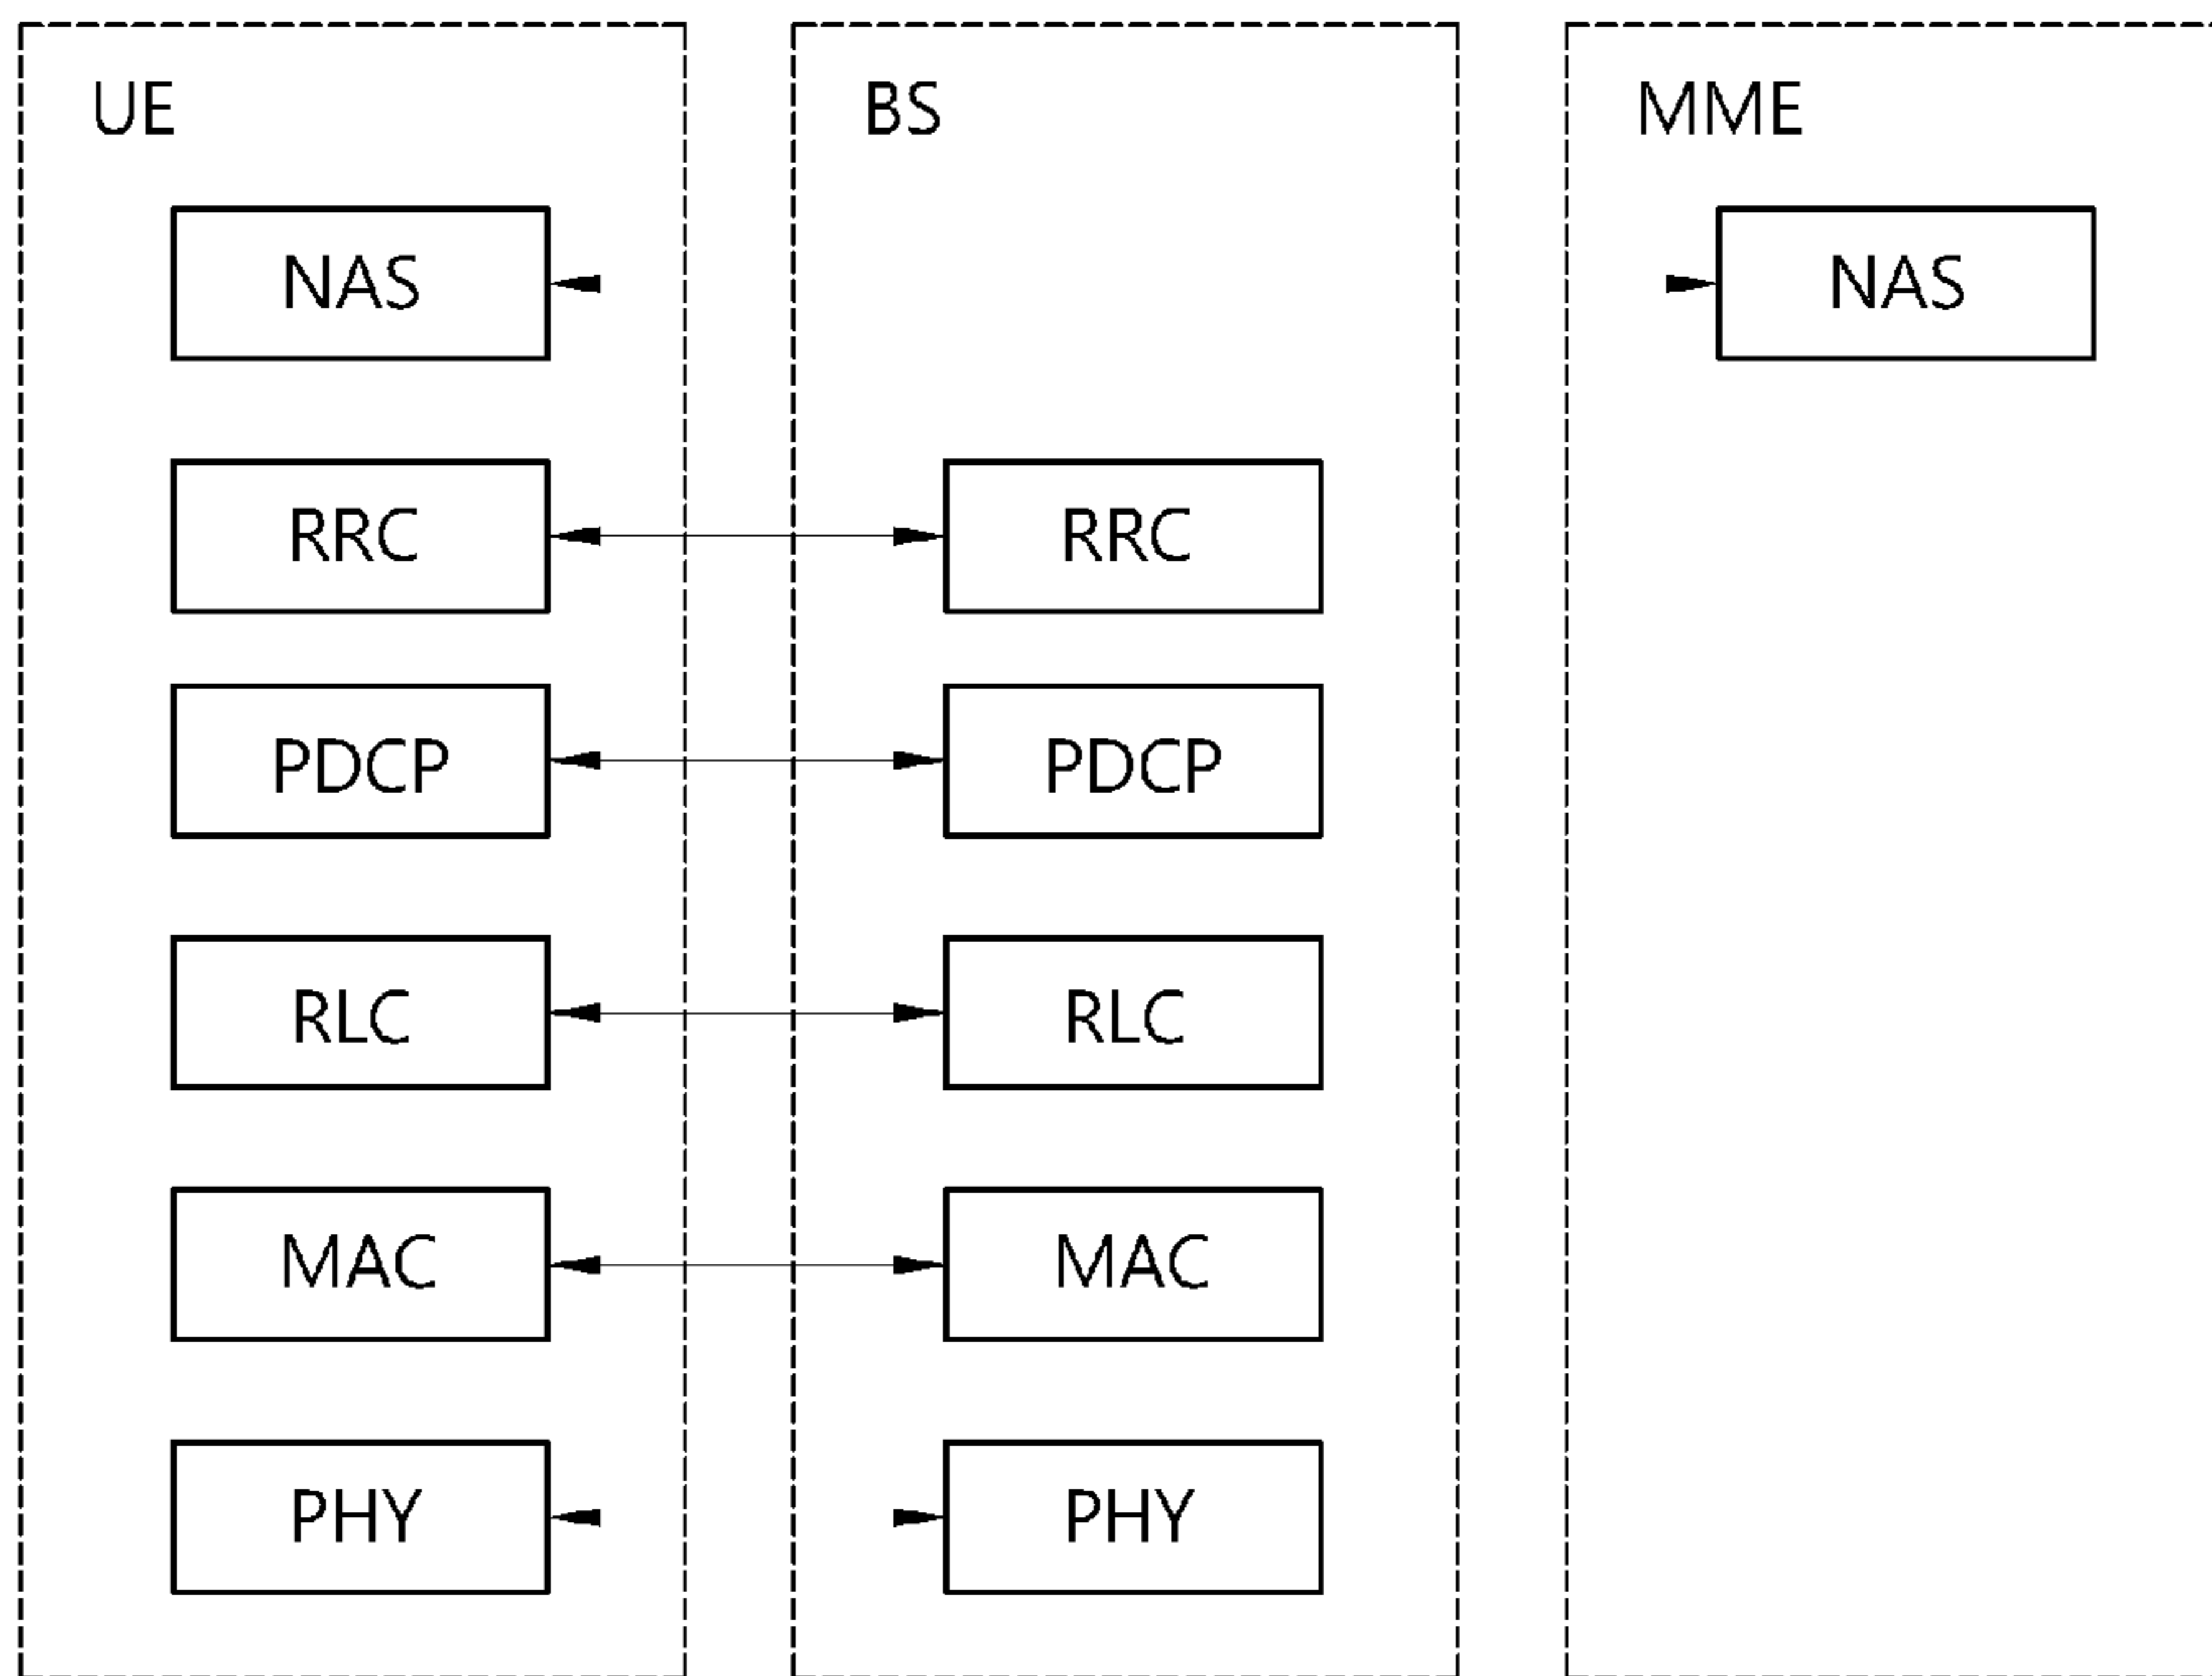 UE
BS
MME
NAS
NAS
RRC
RRC
PDCP
PDCP
RLC
RLC
MAC
MAC
PHY
PHY